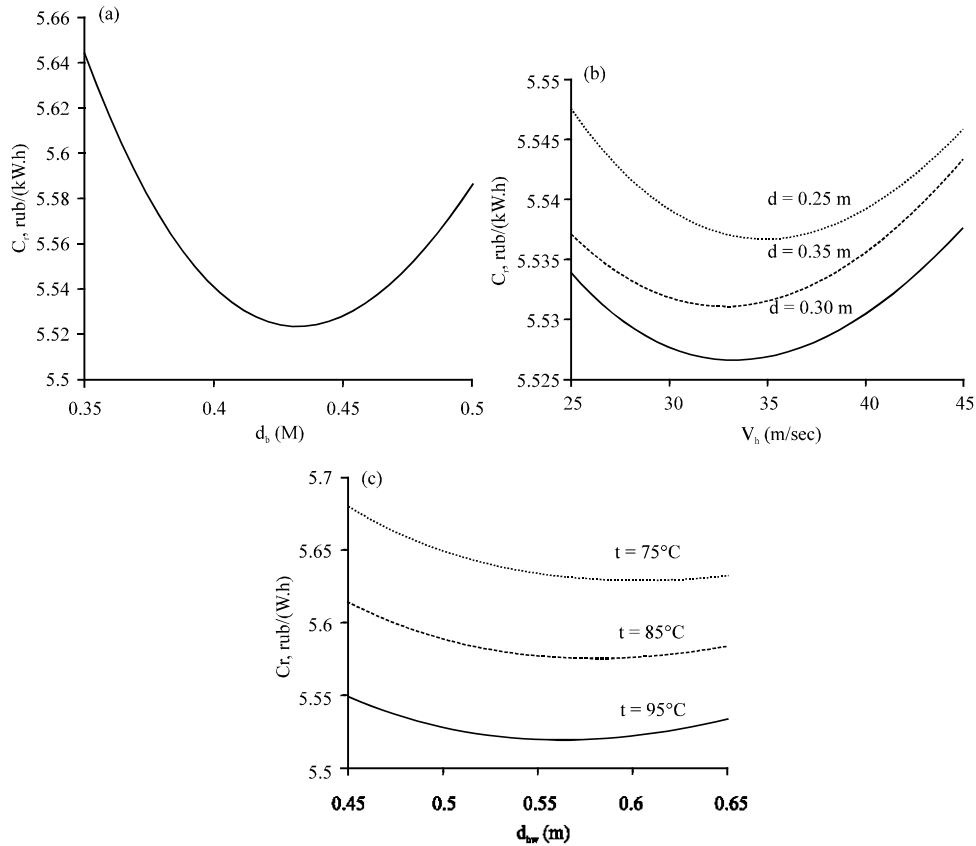 (a)
5.66
5.64
5.62
5.6
5.58
5.56
5.54
5.52
5.5
C_r, rub/(kW.h)
0.35 0.4 0.45 0.5
d_b (M)
(b)
5.55
5.545
5.54
5.535
5.53
5.525
C_r, rub/(kW.h)
d = 0.25 m
d = 0.35 m
d = 0.30 m
25 30 35 40 45
V_h (m/sec)
(c)
5.7
5.65
5.6
5.55
5.5
Cr, rub/(W.h)
t = 75°C
t = 85°C
t = 95°C
0.45 0.5 0.55 0.6 0.65
d_hw (m)